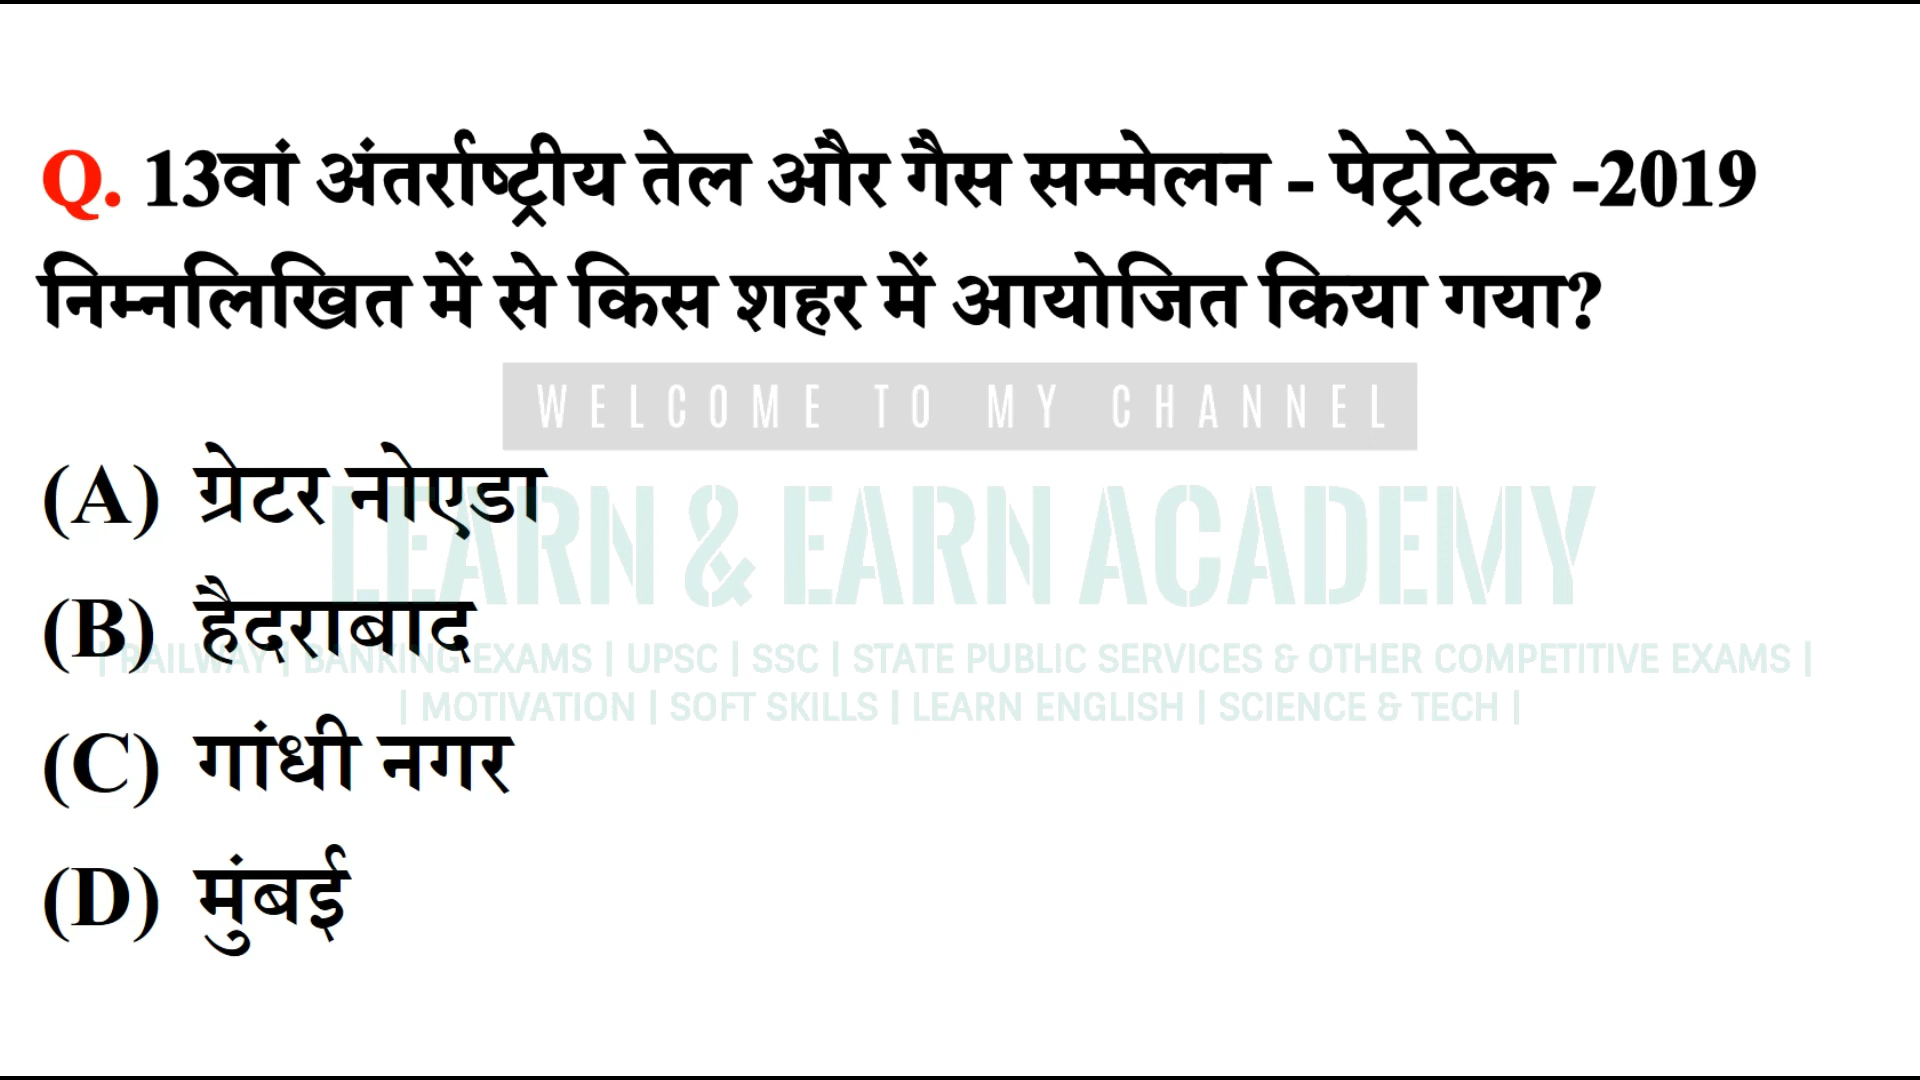 Q. 13वां अंतर्राष्ट्रीय तेल और गैस सम्मेलन - पेट्रोटेक -2019
निम्नलिखित में से किस शहर में आयोजित किया गया?
WELCOME TO MY CHANNEL
(A) ग्रेटर नोएडा
LEARN & EARN ACADEMY
(B) हैदराबाद
| RAILWAY | BANKING EXAMS | UPSC | SSC | STATE PUBLIC SERVICES & OTHER COMPETITIVE EXAMS |
| MOTIVATION | SOFT SKILLS | LEARN ENGLISH | SCIENCE & TECH |
(C) गांधी नगर
(D) मुंबई